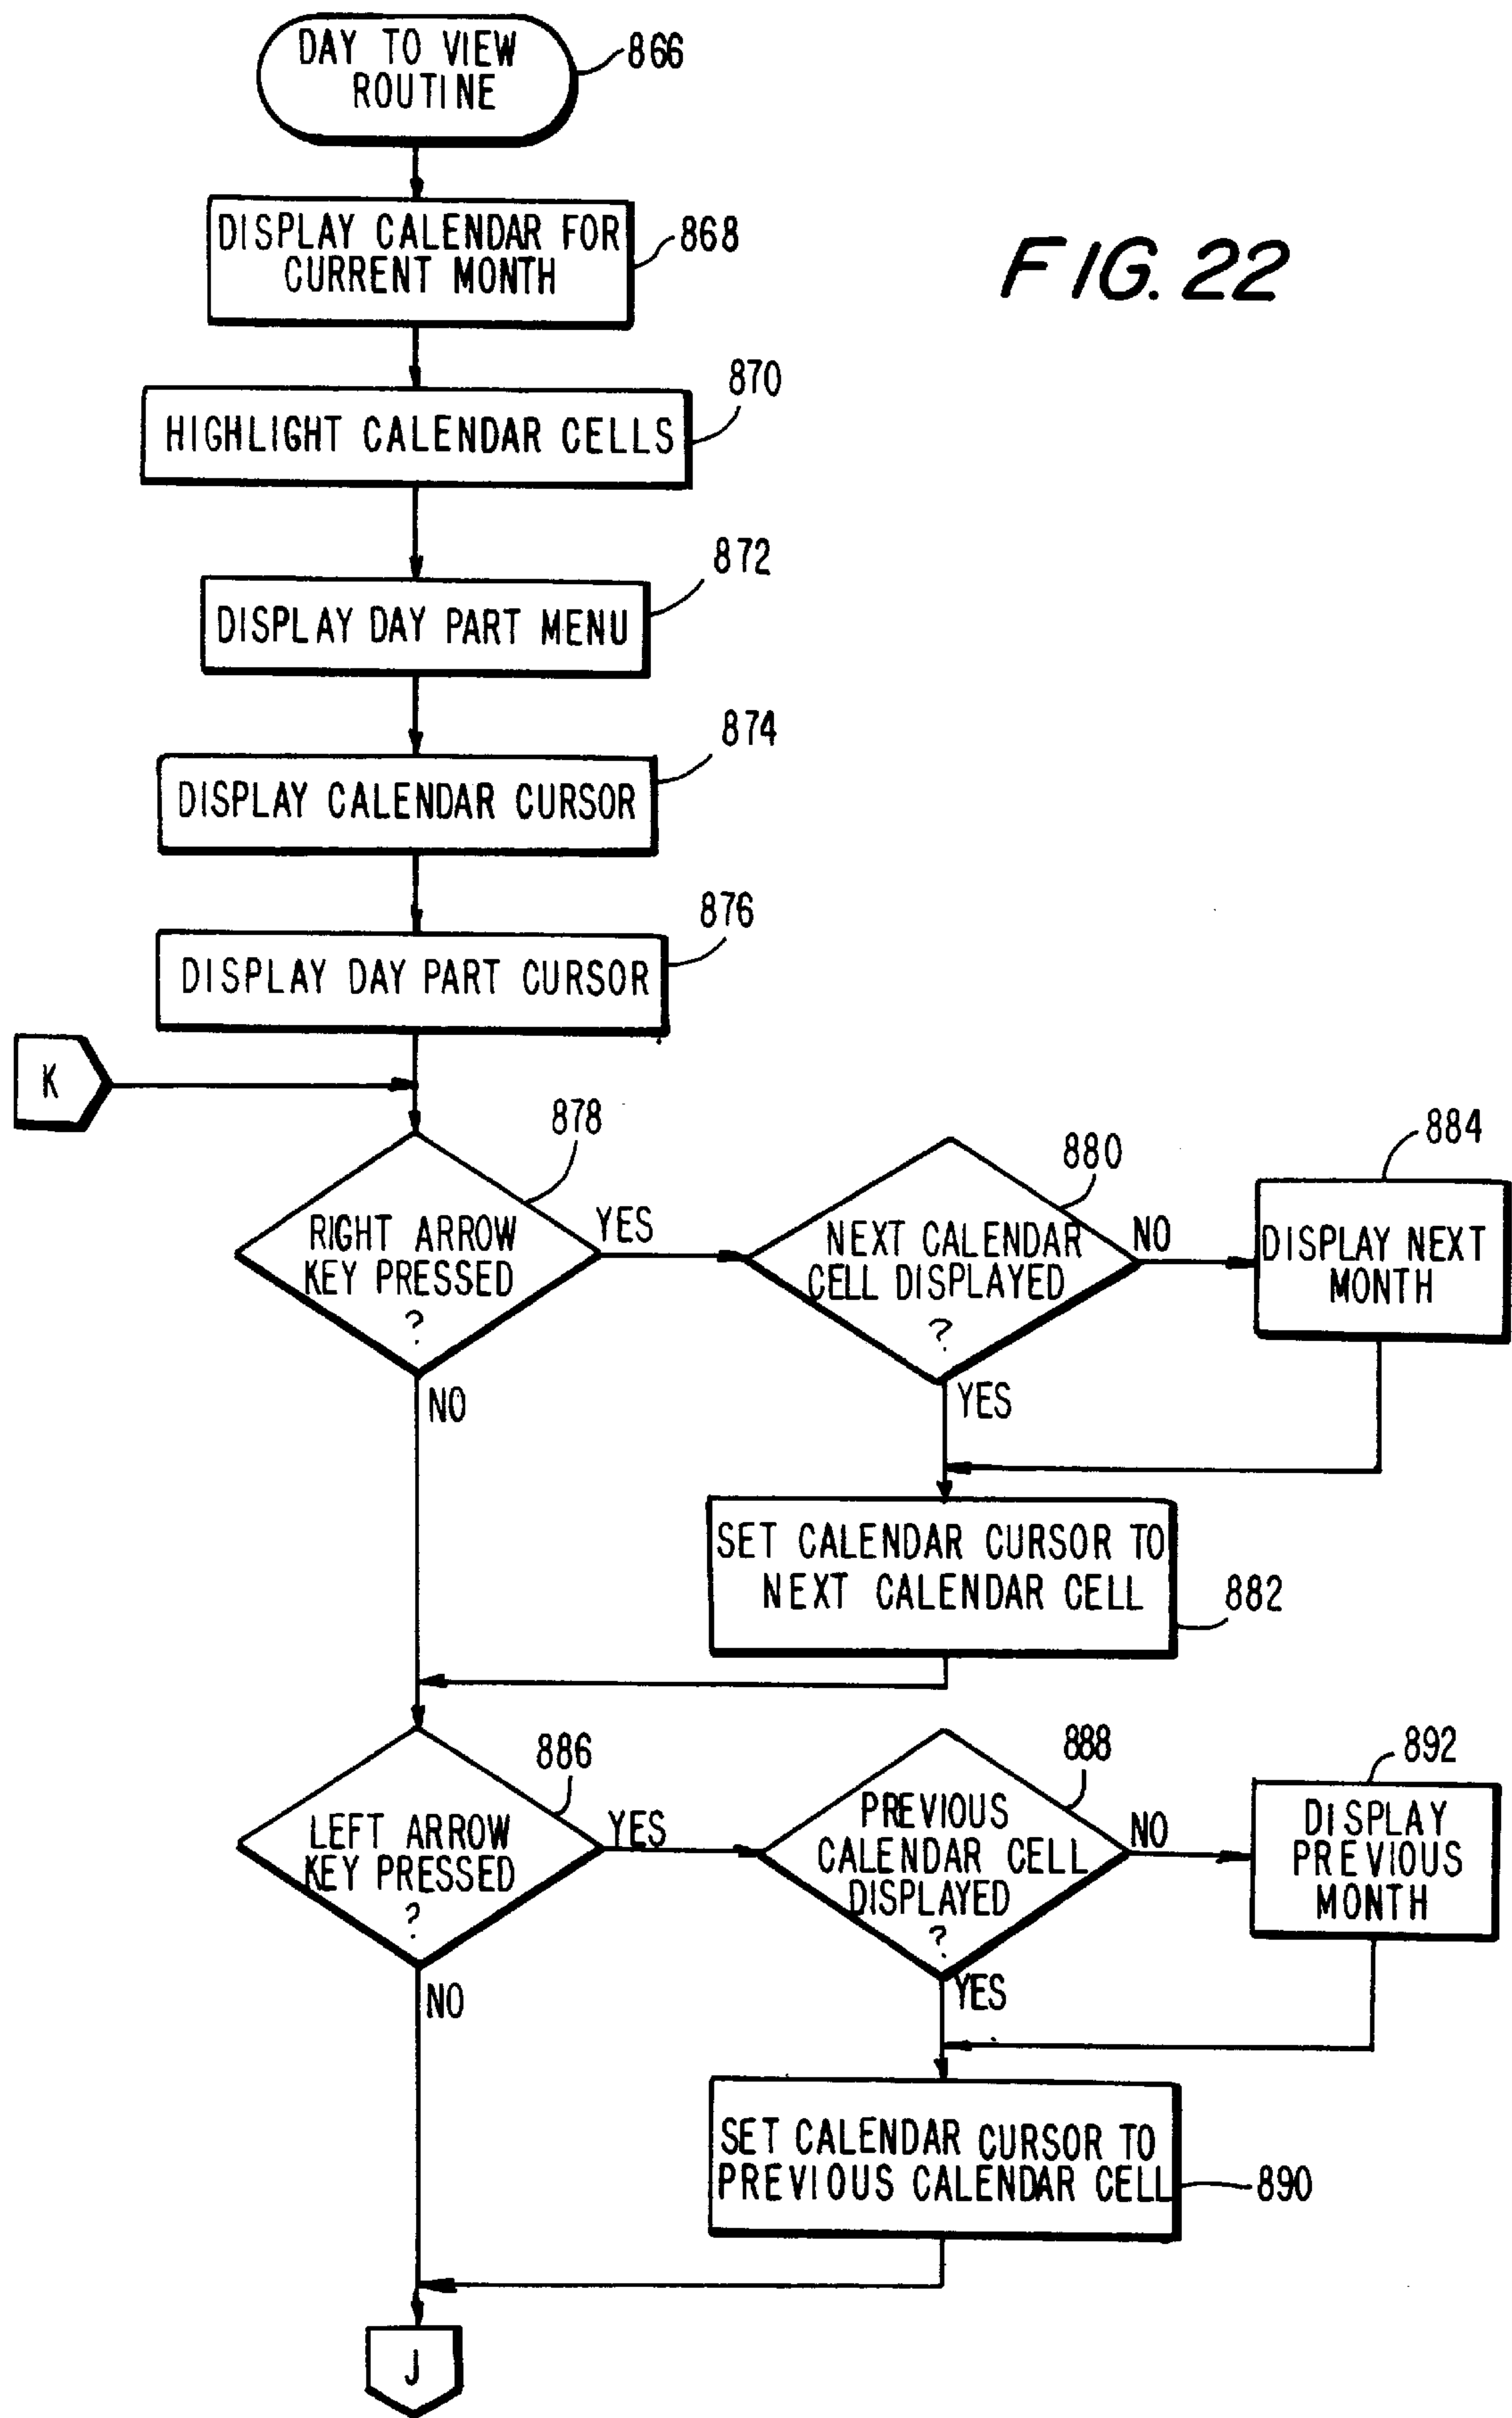 DAY TO VIEW
ROUTINE
866
DISPLAY CALENDAR FOR
CURRENT MONTH
868
FIG. 22
870
HIGHLIGHT CALENDAR CELLS
872
DISPLAY DAY PART MENU
874
DISPLAY CALENDAR CURSOR
876
DISPLAY DAY PART CURSOR
K
878
RIGHT ARROW
KEY PRESSED
?
YES
NO
880
NEXT CALENDAR
CELL DISPLAYED
?
NO
YES
884
DISPLAY NEXT
MONTH
SET CALENDAR CURSOR TO
NEXT CALENDAR CELL
882
886
LEFT ARROW
KEY PRESSED
?
YES
NO
888
PREVIOUS
CALENDAR CELL
DISPLAYED
?
NO
YES
892
DISPLAY
PREVIOUS
MONTH
SET CALENDAR CURSOR TO
PREVIOUS CALENDAR CELL
890
J